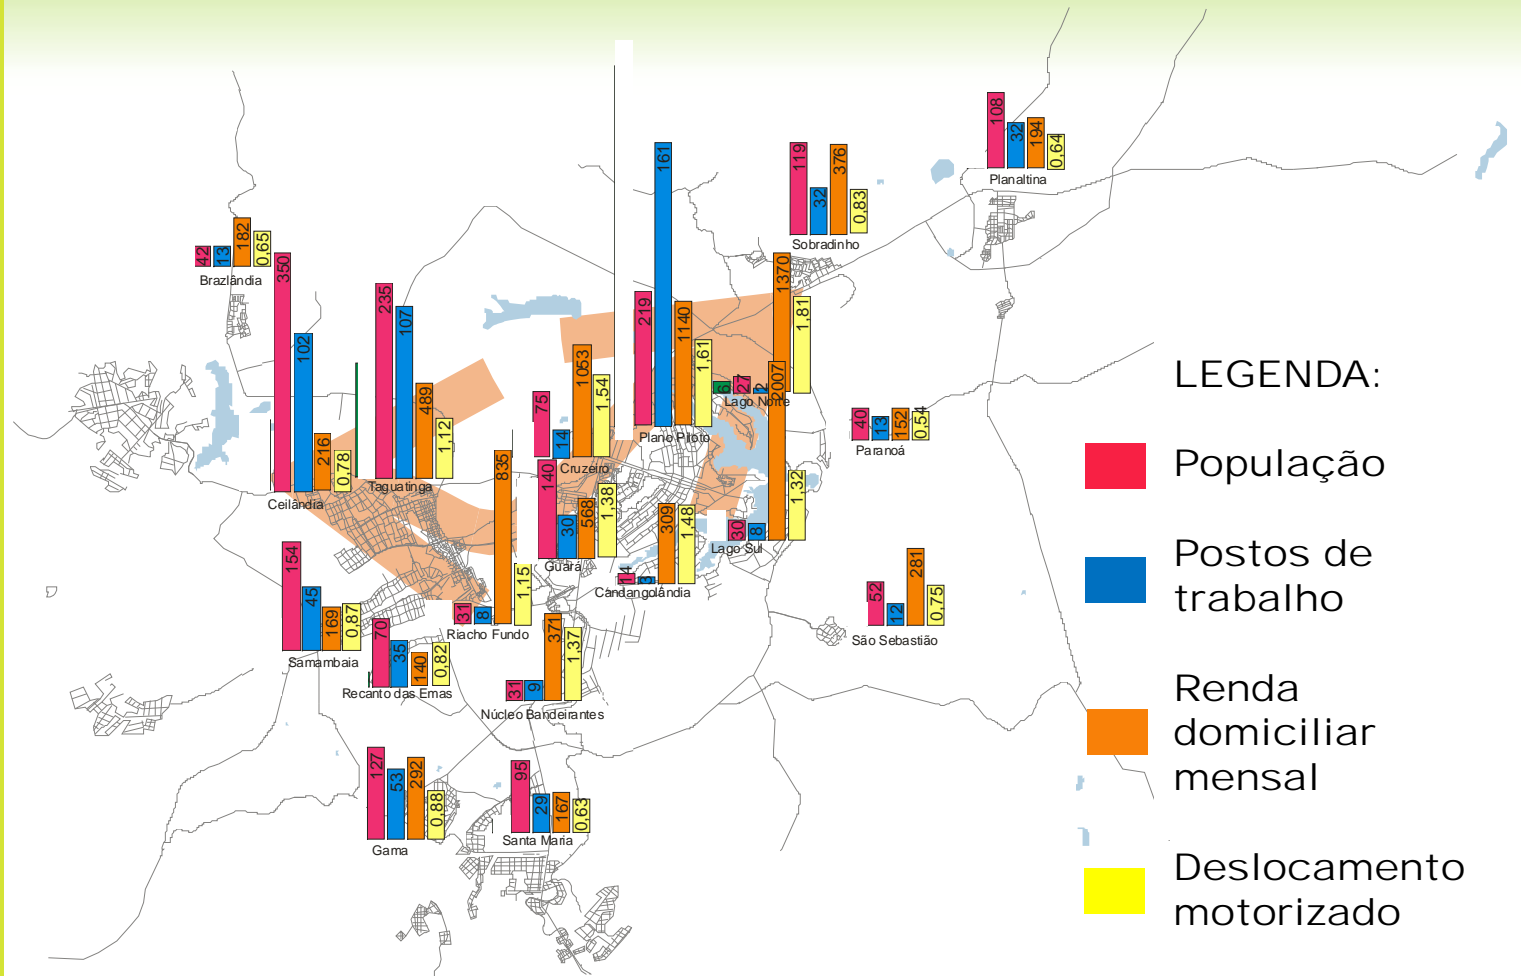 108
32
194
0,64
Planaltina
119
32
376
0,83
Sobradinho
161
219
1140
1,61
Plano Piloto
42
13
182
0,65
Brazlândia
350
102
216
0,78
Ceilândia
235
107
489
1,12
Taguatinga
75
14
1053
1,54
Cruzeiro
6
27
2
1370
1,81
Lago Norte
40
13
152
0,54
Paranoá
140
30
568
1,38
Guará
30
8
2007
1,32
Lago Sul
14
3
309
1,48
Candangolândia
31
8
835
1,15
Riacho Fundo
154
45
169
0,87
Samambaia
70
35
140
0,82
Recanto das Emas
31
9
371
1,37
Núcleo Bandeirantes
52
12
281
0,75
São Sebastião
127
53
292
0,88
Gama
95
29
167
0,63
Santa Maria
LEGENDA:
População
Postos de
trabalho
Renda
domiciliar
mensal
Deslocamento
motorizado